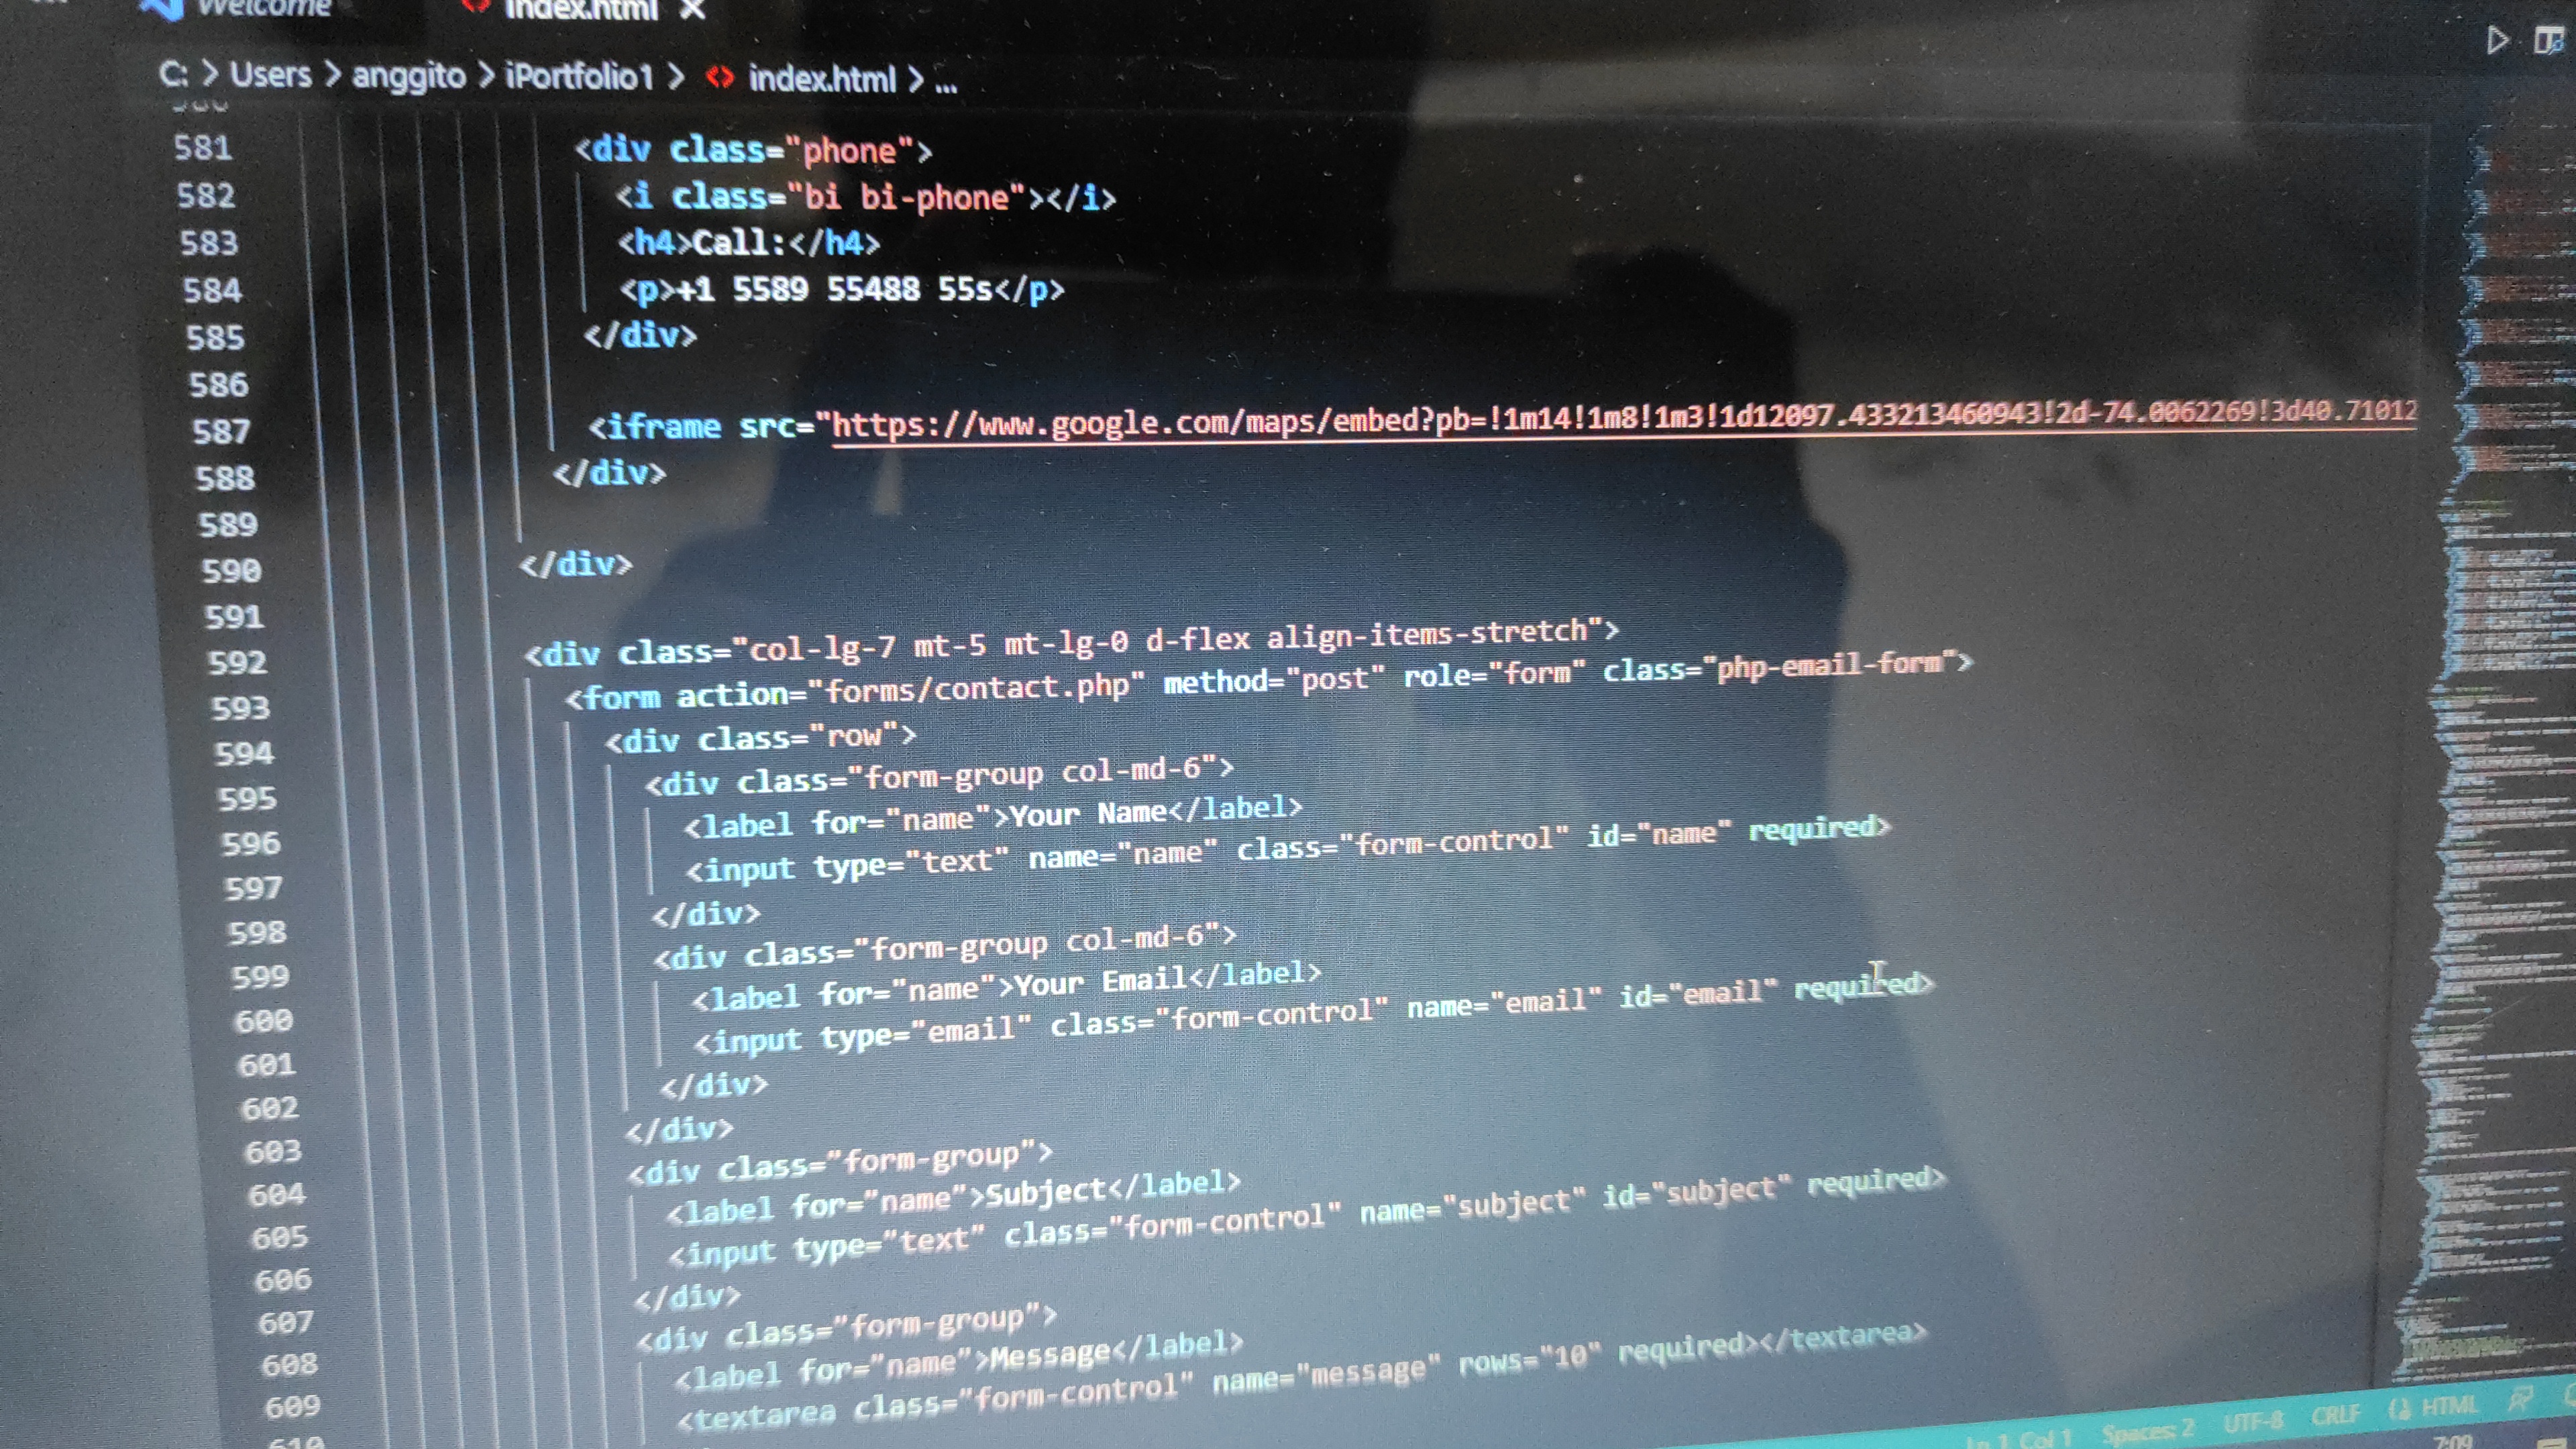 Welcome
index.html ×
C: > Users > anggito > iPortfolio1 > <> index.html > ...
581 <div class="phone">
582 <i class="bi bi-phone"></i>
583 <h4>Call:</h4>
584 <p>+1 5589 55488 55s</p>
585 </div>
586
587 <iframe src="https://www.google.com/maps/embed?pb=!1m14!1m8!1m3!1d12097.433213460943!2d-74.0062269!3d40.71012
588 </div>
589
590 </div>
591
592 <div class="col-lg-7 mt-5 mt-lg-0 d-flex align-items-stretch">
593 <form action="forms/contact.php" method="post" role="form" class="php-email-form">
594 <div class="row">
595 <div class="form-group col-md-6">
596 <label for="name">Your Name</label>
597 <input type="text" name="name" class="form-control" id="name" required>
598 </div>
599 <div class="form-group col-md-6">
600 <label for="name">Your Email</label>
601 <input type="email" class="form-control" name="email" id="email" required>
602 </div>
603 </div>
604 <div class="form-group">
605 <label for="name">Subject</label>
606 <input type="text" class="form-control" name="subject" id="subject" required>
607 </div>
608 <div class="form-group">
609 <label for="name">Message</label>
610 <textarea class="form-control" name="message" rows="10" required></textarea>
Ln 1, Col 1 Spaces: 2 UTF-8 CRLF HTML
7:09